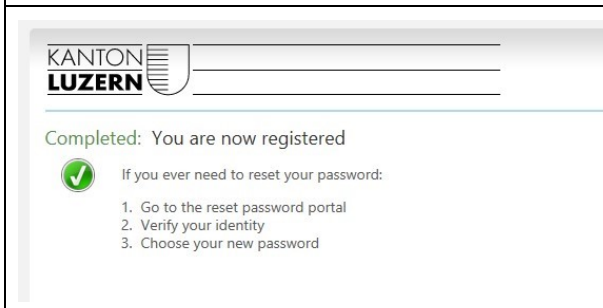 KANTON
LUZERN
Completed: You are now registered
If you ever need to reset your password:
1. Go to the reset password portal
2. Verify your identity
3. Choose your new password